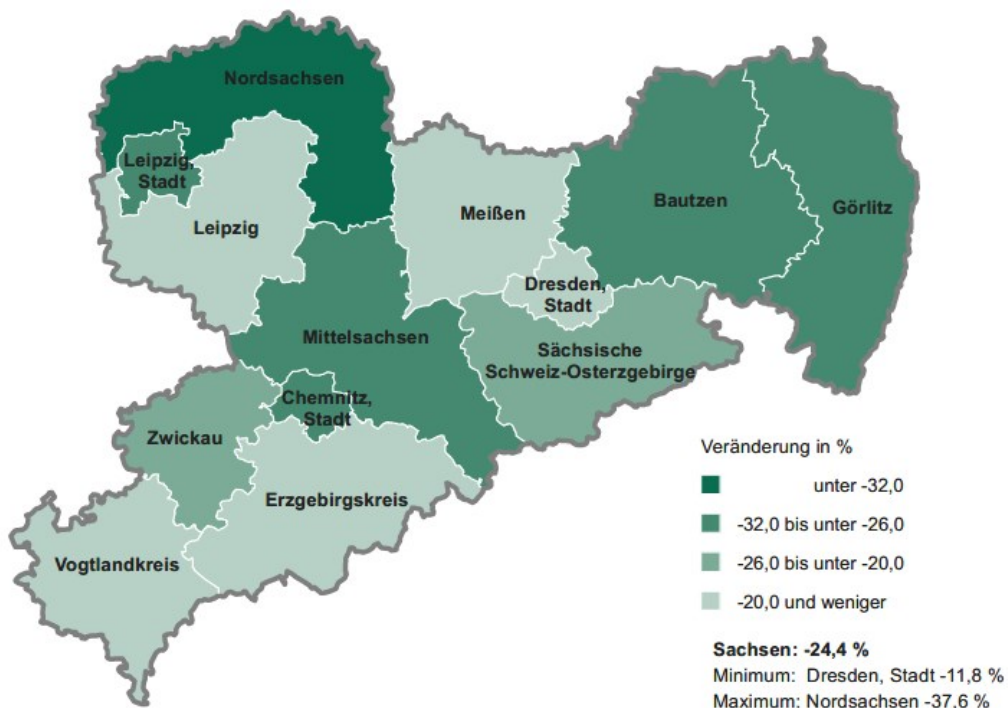 Nordsachsen
Leipzig,
Stadt
Leipzig
Meißen
Bautzen
Görlitz
Dresden,
Stadt
Mittelsachsen
Sächsische
Schweiz-Osterzgebirge
Chemnitz,
Stadt
Zwickau
Erzgebirgskreis
Vogtlandkreis
Veränderung in %
unter -32,0
-32,0 bis unter -26,0
-26,0 bis unter -20,0
-20,0 und weniger
Sachsen: -24,4 %
Minimum: Dresden, Stadt -11,8 %
Maximum: Nordsachsen -37,6 %